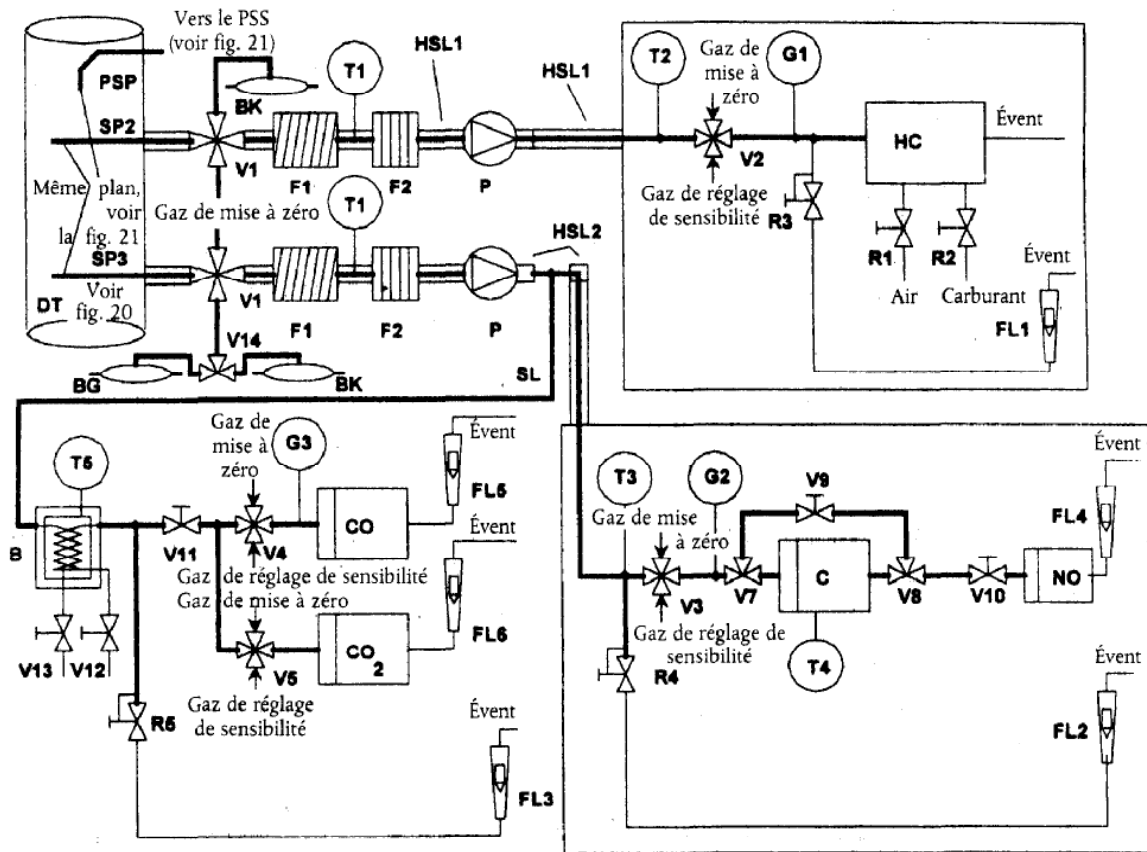 Vers le PSS
(voir fig. 21)
PSP
BK
T1
HSL1
HSL1
T2
Gaz de
mise à
zéro
G1
SP2
V1
F1
F2
P
V2
HC
Évent
Même plan,
voir
la fig. 21
Gaz de mise à zéro
T1
Gaz de réglage
de sensibilité
R3
R1
R2
Air
Carburant
Évent
FL1
SP3
HSL2
Voir
fig. 20
DT
V1
F1
F2
P
V14
BG
BK
SL
T5
Gaz de
mise à
zéro
G3
Évent
FL5
B
V11
V4
CO
Évent
Gaz de réglage de sensibilité
Gaz de mise à zéro
FL6
V13
V12
V5
CO
2
Gaz de réglage
de sensibilité
R5
Évent
FL3
T3
G2
V9
Évent
FL4
Gaz de mise
à zéro
V3
V7
C
V8
V10
NO
Gaz de réglage de
sensibilité
R4
T4
Évent
FL2